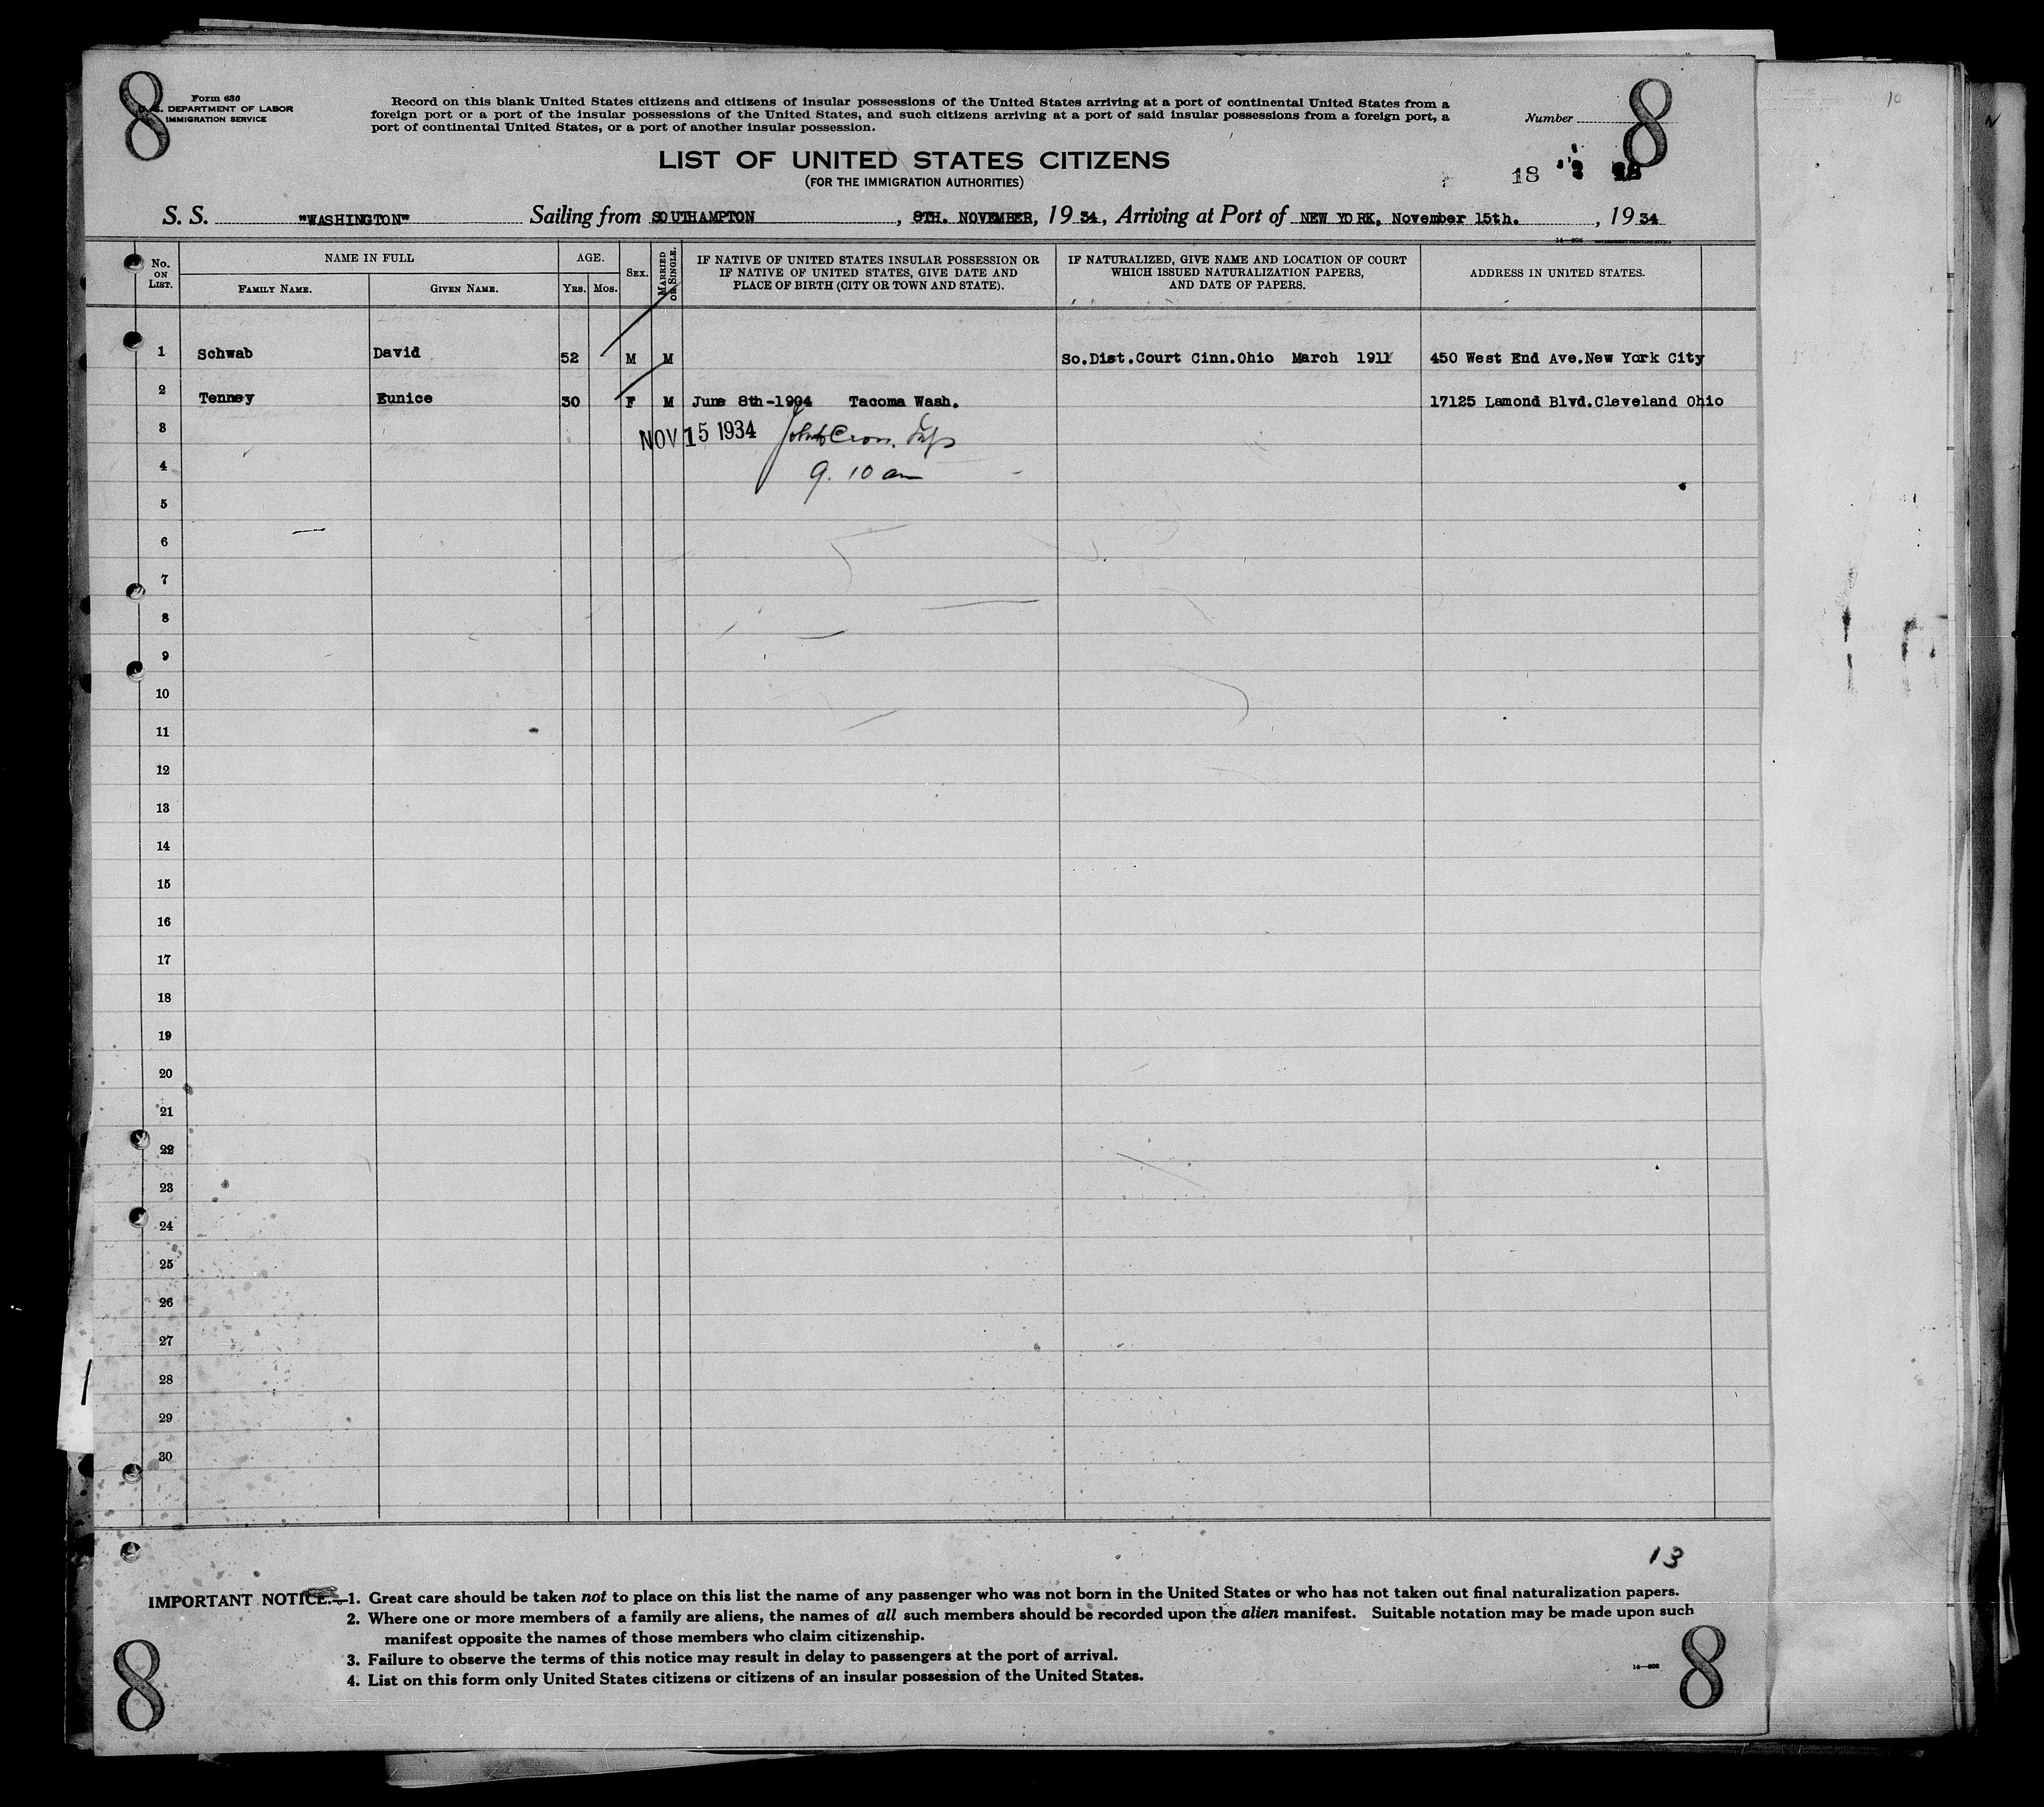 8
8
Form 630
U. S. DEPARTMENT OF LABOR
IMMIGRATION SERVICE
Record on this blank United States citizens and citizens of insular possessions of the United States arriving at a port of continental United States from a
foreign port or a port of the insular possessions of the United States, and such citizens arriving at a port of said insular possessions from a foreign port, a
port of continental United States, or a port of another insular possession.
Number
10
LIST OF UNITED STATES CITIZENS
(FOR THE IMMIGRATION AUTHORITIES)
18
S. S. "WASHINGTON" Sailing from SOUTHAMPTON, 8TH. NOVEMBER, 1934, Arriving at Port of NEW YORK, November 15th., 1934
No. ON LIST.
NAME IN FULL
FAMILY NAME.
GIVEN NAME.
AGE.
YRS.
MOS.
SEX.
MARRIED OR SINGLE.
IF NATIVE OF UNITED STATES INSULAR POSSESSION OR
IF NATIVE OF UNITED STATES, GIVE DATE AND
PLACE OF BIRTH (CITY OR TOWN AND STATE).
IF NATURALIZED, GIVE NAME AND LOCATION OF COURT
WHICH ISSUED NATURALIZATION PAPERS,
AND DATE OF PAPERS.
ADDRESS IN UNITED STATES.
1 Schwab David 52 M M So.Dist.Court Cinn.Ohio March 1911 450 West End Ave.New York City
2 Tenney Eunice 30 F M June 8th-1904 Tacoma Wash. 17125 Lamond Blvd.Cleveland Ohio
3 NOV 15 1934
4 9. 10 am
5
6
7
8
9
10
11
12
13
14
15
16
17
18
19
20
21
22
23
24
25
26
27
28
29
30
13
IMPORTANT NOTICE.—1. Great care should be taken not to place on this list the name of any passenger who was not born in the United States or who has not taken out final naturalization papers.
2. Where one or more members of a family are aliens, the names of all such members should be recorded upon the alien manifest. Suitable notation may be made upon such
manifest opposite the names of those members who claim citizenship.
3. Failure to observe the terms of this notice may result in delay to passengers at the port of arrival.
4. List on this form only United States citizens or citizens of an insular possession of the United States.
8
8